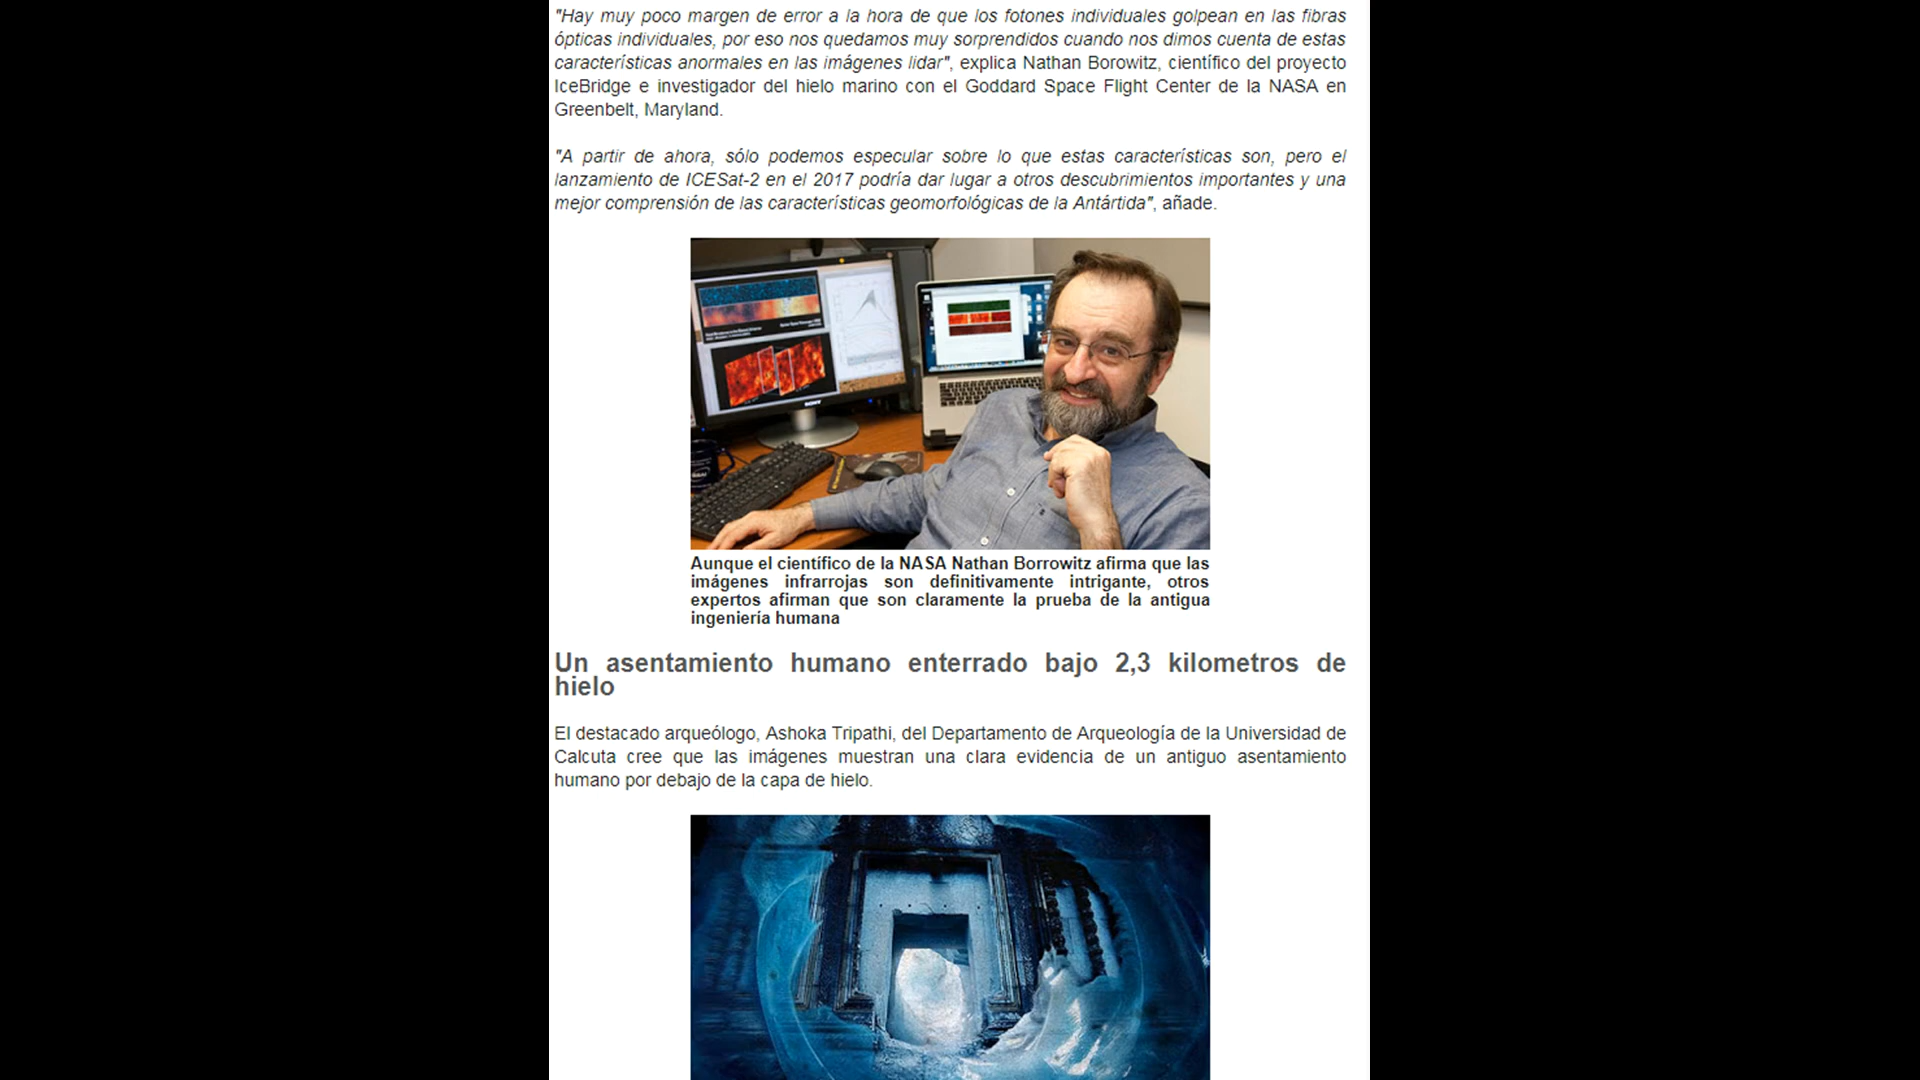 "Hay muy poco margen de error a la hora de que los fotones individuales golpean en las fibras
ópticas individuales, por eso nos quedamos muy sorprendidos cuando nos dimos cuenta de estas
características anormales en las imágenes lidar", explica Nathan Borowitz, científico del proyecto
IceBridge e investigador del hielo marino con el Goddard Space Flight Center de la NASA en
Greenbelt, Maryland.
"A partir de ahora, sólo podemos especular sobre lo que estas características son, pero el
lanzamiento de ICESat-2 en el 2017 podría dar lugar a otros descubrimientos importantes y una
mejor comprensión de las características geomorfológicas de la Antártida", añade.
SONY
Aunque el científico de la NASA Nathan Borrowitz afirma que las
imágenes infrarrojas son definitivamente intrigante, otros
expertos afirman que son claramente la prueba de la antigua
ingeniería humana
Un asentamiento humano enterrado bajo 2,3 kilometros de
hielo
El destacado arqueólogo, Ashoka Tripathi, del Departamento de Arqueología de la Universidad de
Calcuta cree que las imágenes muestran una clara evidencia de un antiguo asentamiento
humano por debajo de la capa de hielo.